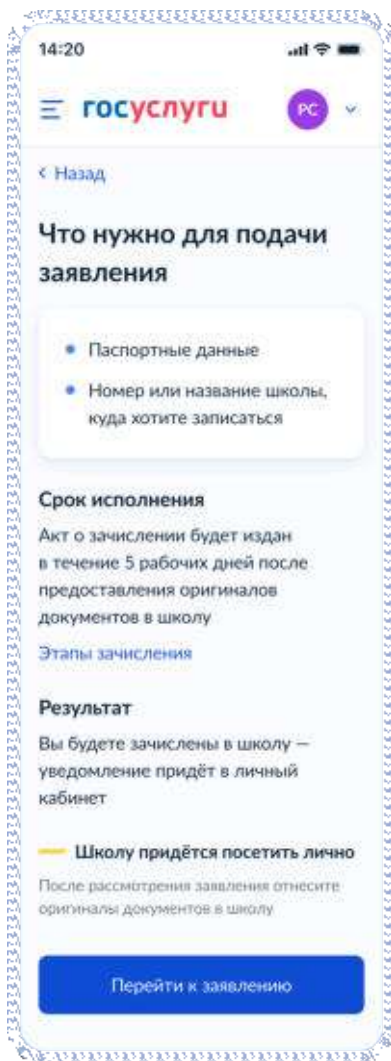 14:20
госуслуги
РС
Назад
Что нужно для подачи
заявления
Паспортные данные
Номер или название школы,
куда хотите записаться
Срок исполнения
Акт о зачислении будет издан
в течение 5 рабочих дней после
предоставления оригиналов
документов в школу
Этапы зачисления
Результат
Вы будете зачислены в школу —
уведомление придёт в личный
кабинет
Школу придётся посетить лично
После рассмотрения заявления отнесите
оригиналы документов в школу
Перейти к заявлению